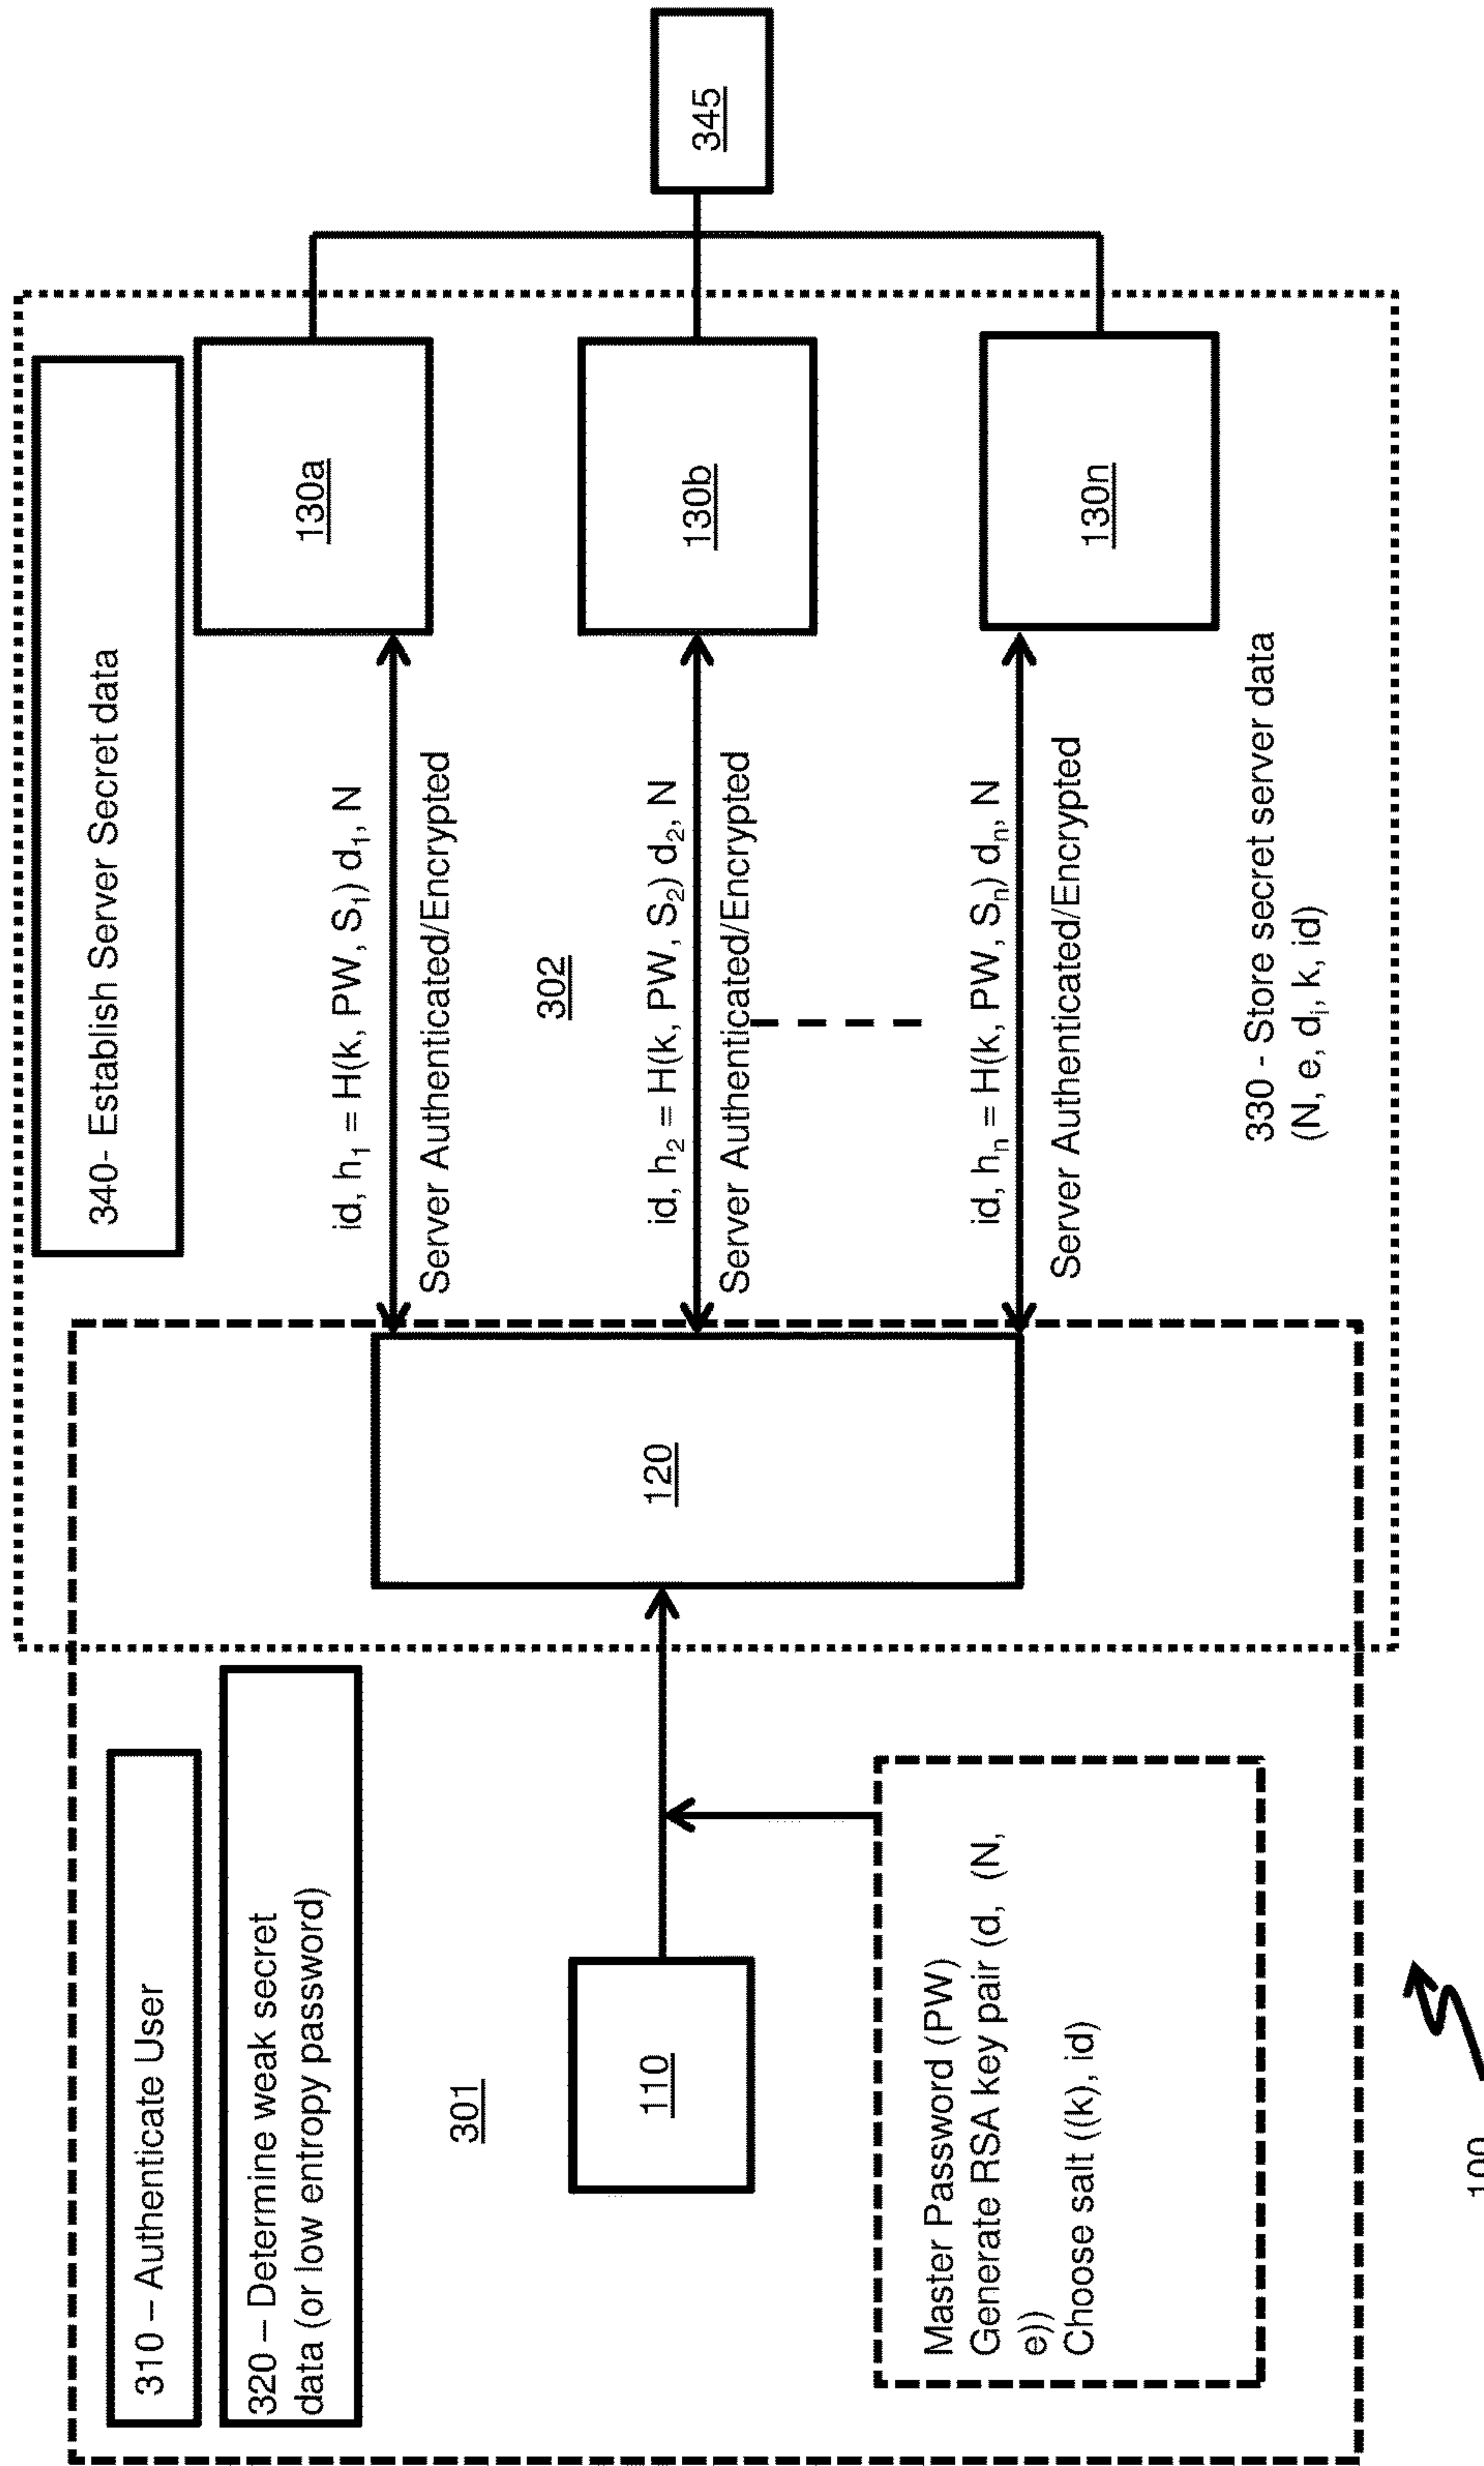 310 – Authenticate User
320 – Determine weak secret
data (or low entropy password)
301
110
Master Password (PW)
Generate RSA key pair (d, (N,
e))
Choose salt ((k), id)
120
340- Establish Server Secret data
id, h₁ = H(k, PW, S₁) d₁, N
Server Authenticated/Encrypted
302
id, h₂ = H(k, PW, S₂) d₂, N
Server Authenticated/Encrypted
id, hₙ = H(k, PW, Sₙ) dₙ, N
Server Authenticated/Encrypted
330 - Store secret server data
(N, e, dᵢ, k, id)
130a
130b
130n
345